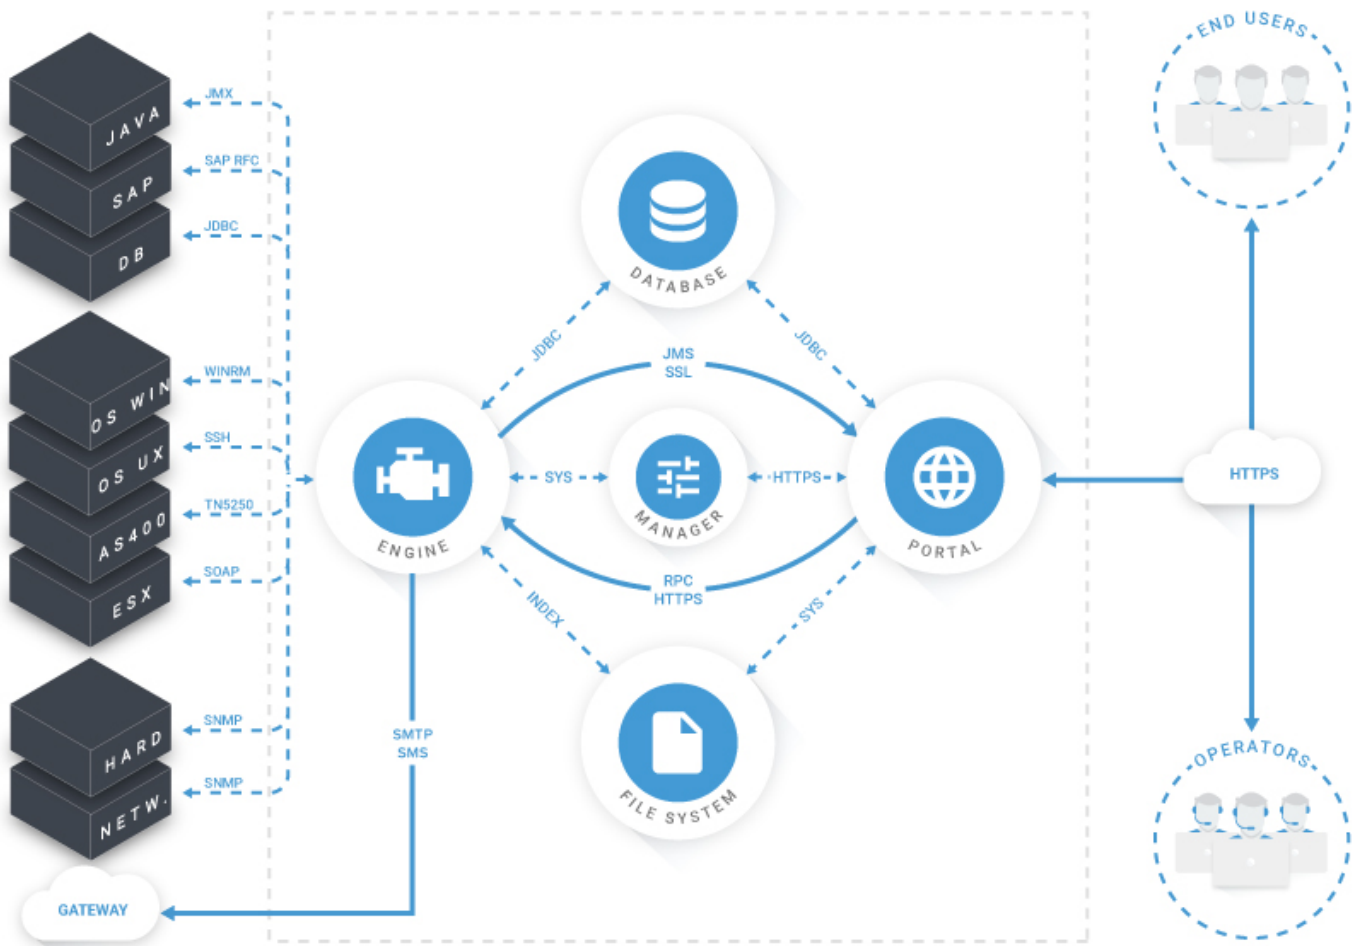 END USERS
JMX
JAVA
SAP RFC
SAP
JDBC
DB
DATABASE
JDBC
JDBC
JMS
SSL
WINRM
OS WIN
SSH
OS UX
TN5250
AS400
SOAP
ESX
ENGINE
SYS
MANAGER
HTTPS
PORTAL
HTTPS
RPC
HTTPS
INDEX
SYS
SNMP
HARD
SNMP
NETW.
SMTP
SMS
FILE SYSTEM
OPERATORS
GATEWAY